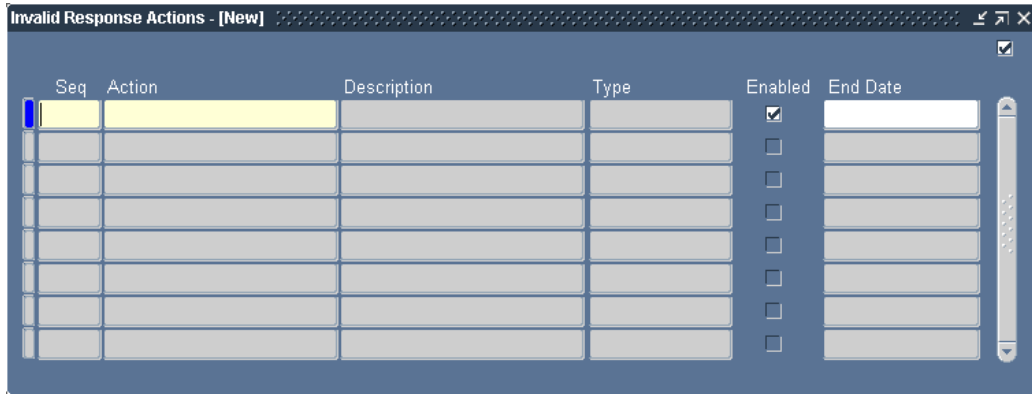 Invalid Response Actions - [New]
Seq Action Description Type Enabled End Date